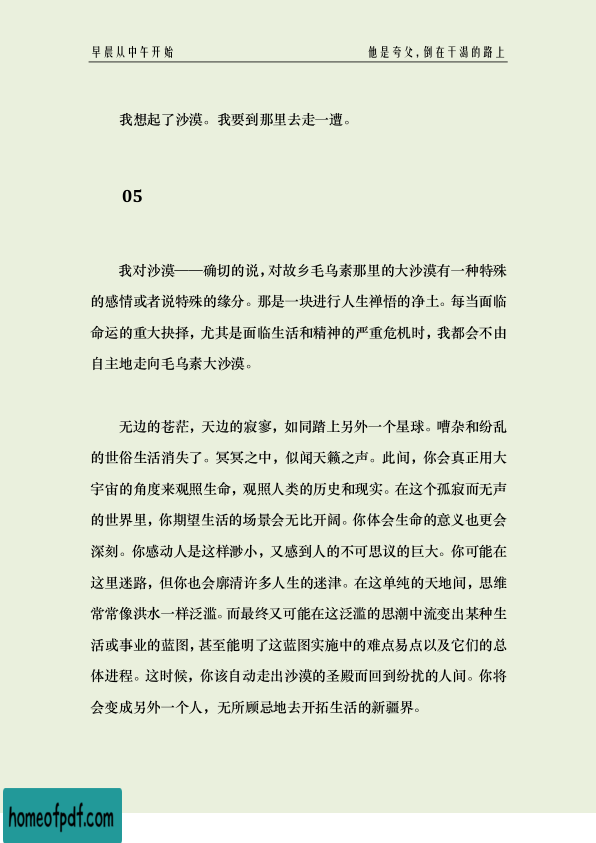 早晨从中午开始
他是夸父,倒在干渴的路上
我想起了沙漠。我要到那里去走一遭。
05
我对沙漠——确切的说,对故乡毛乌素那里的大沙漠有一种特殊
的感情或者说特殊的缘分。那是一块进行人生禅悟的净土。每当面临
命运的重大抉择，尤其是面临生活和精神的严重危机时，我都会不由
自主地走向毛乌素大沙漠。
无边的苍茫，天边的寂寥，如同踏上另外一个星球。嘈杂和纷乱
的世俗生活消失了。冥冥之中，似闻天籁之声。此间，你会真正用大
宇宙的角度来观照生命，观照人类的历史和现实。在这个孤寂而无声
的世界里，你期望生活的场景会无比开阔。你体会生命的意义也更会
深刻。你感动人是这样渺小，又感到人的不可思议的巨大。你可能在
这里迷路，但你也会廓清许多人生的迷津。在这单纯的天地间，思维
常常像洪水一样泛滥。而最终又可能在这泛滥的思潮中流变出某种生
活或事业的蓝图,甚至能明了这蓝图实施中的难点易点以及它们的总
体进程。这时候，你该自动走出沙漠的圣殿而回到纷扰的人间。你将
会变成另外一个人，无所顾忌地去开拓生活的新疆界。
homeofpdf.com